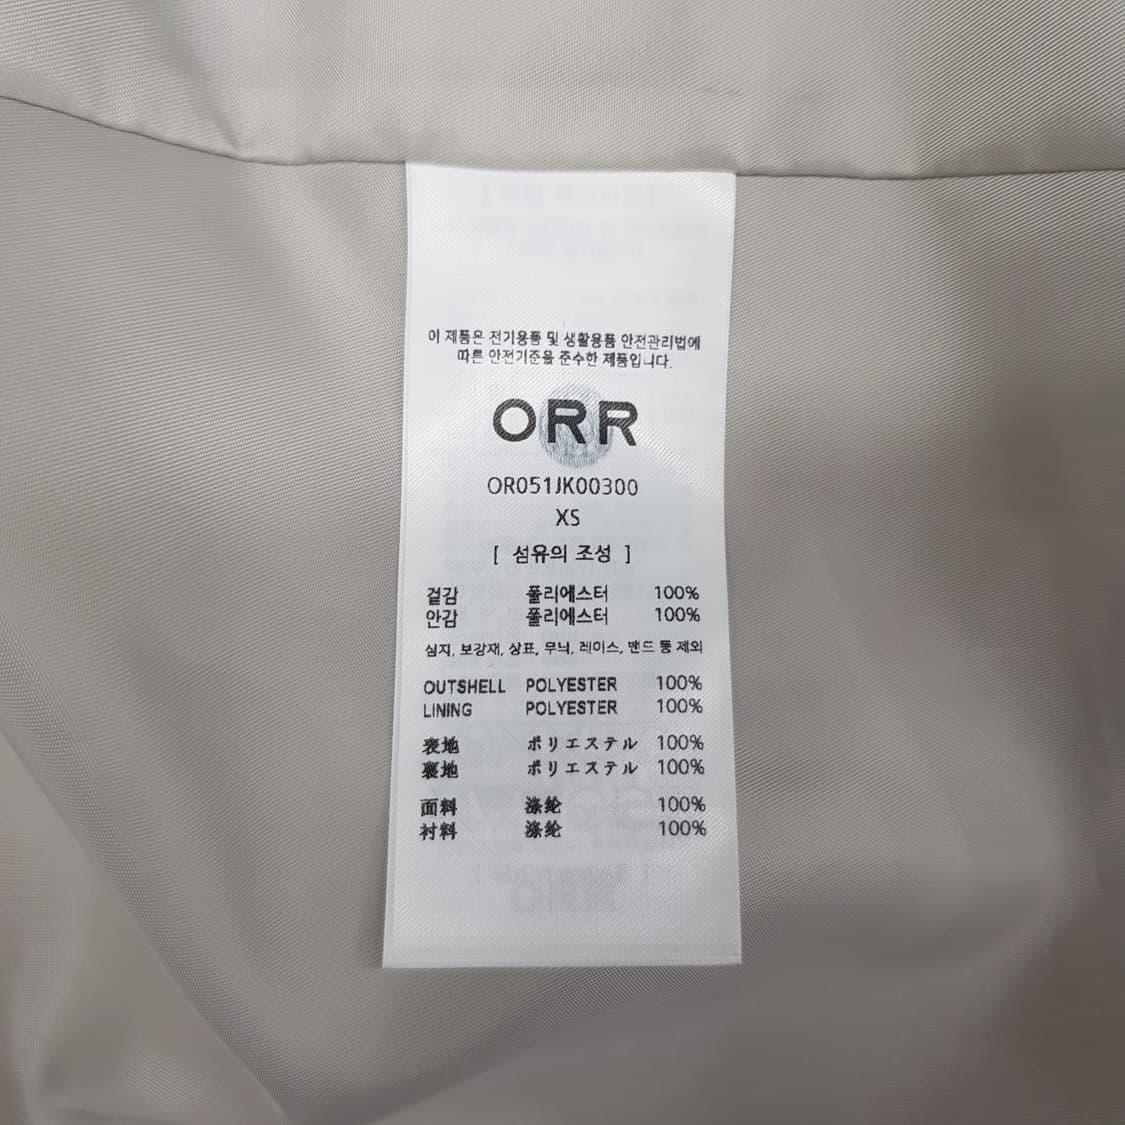 이 제품은 전기용품 및 생활용품 안전관리법에
따른 안전기준을 준수한 제품입니다.
ORR
OR051JK00300
XS
[ 섬유의 조성 ]
겉감 폴리에스터 100%
안감 폴리에스터 100%
심지, 보강재, 상표, 무늬, 레이스, 밴드 등 제외
OUTSHELL POLYESTER 100%
LINING POLYESTER 100%
表地 ポリエステル 100%
裏地 ポリエステル 100%
面料 涤纶 100%
衬料 涤纶 100%